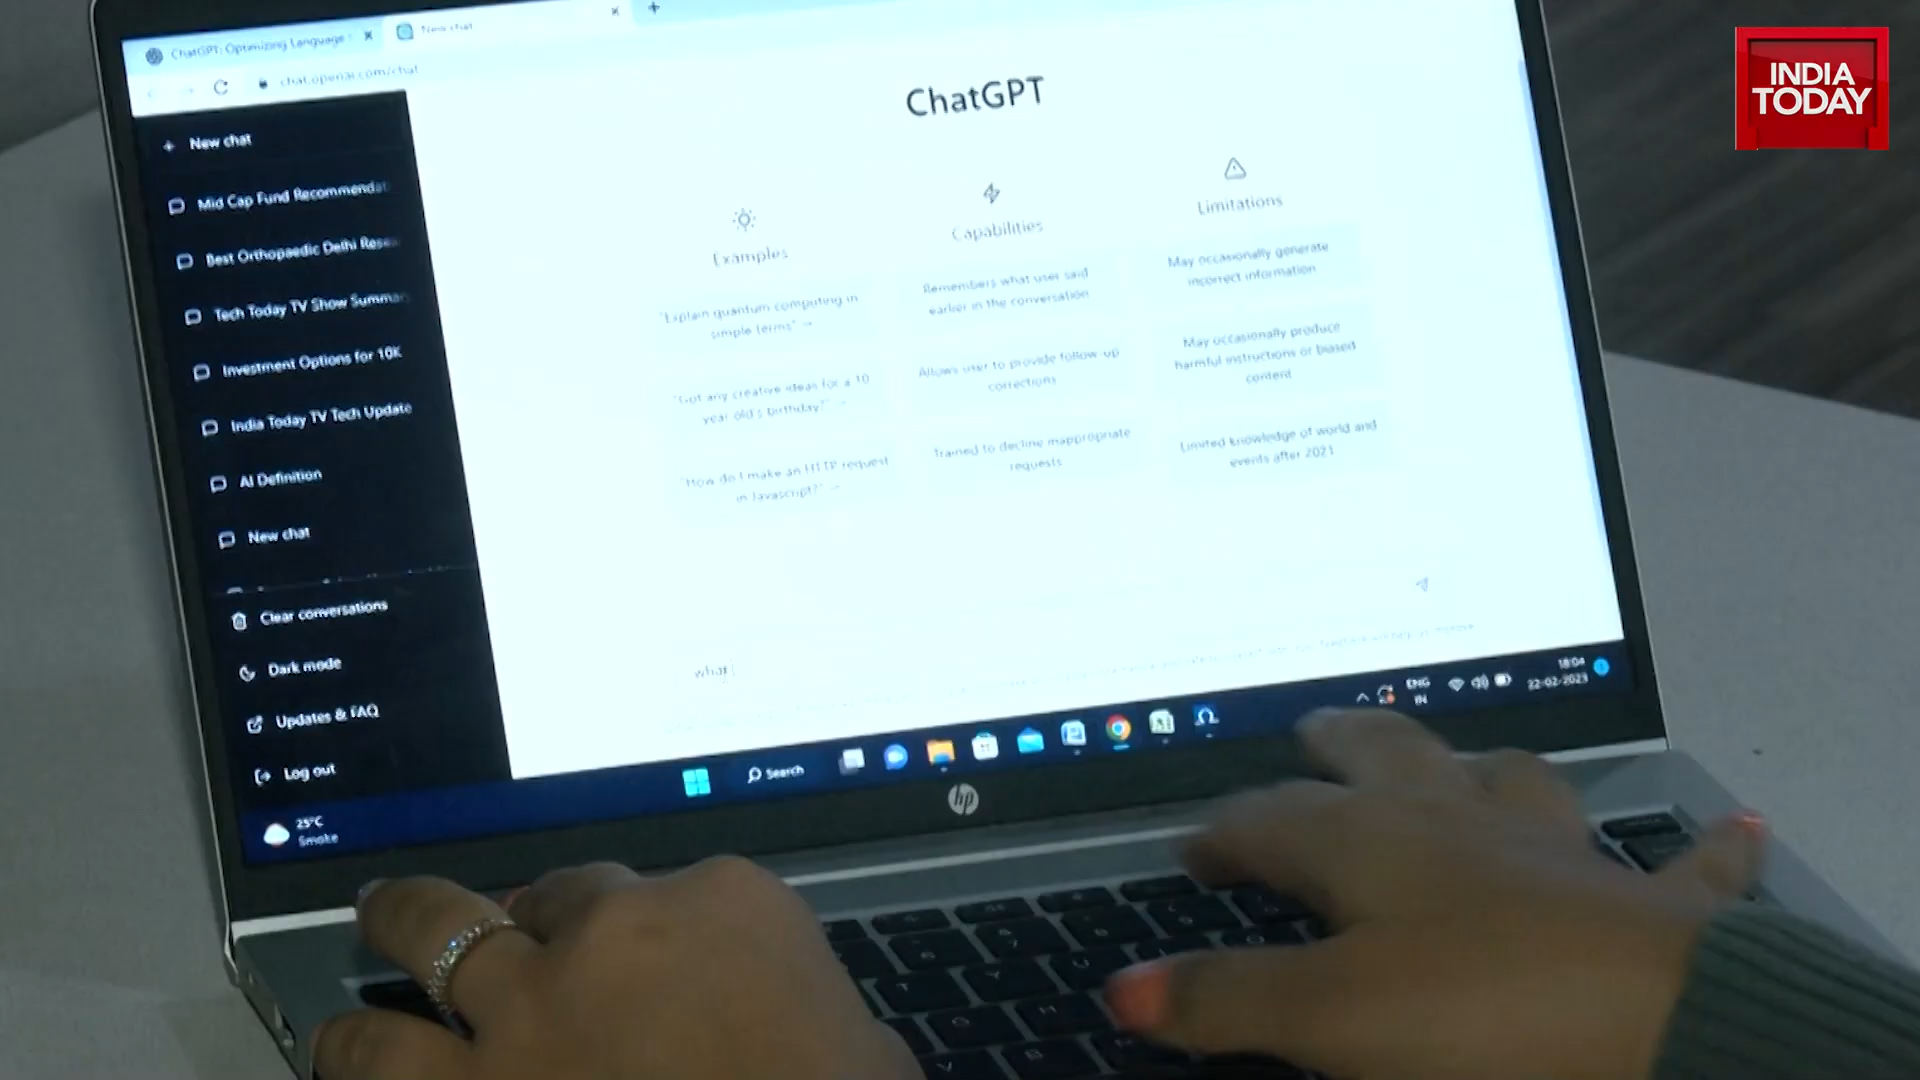 ChatGPT: Optimizing Language
New chat
chat.openai.com/chat
INDIA
TODAY
New chat
Mid Cap Fund Recommendat
Best Orthopaedic Delhi Resea
Tech Today TV Show Summar
Investment Options for 10K
India Today TV Tech Update
AI Definition
New chat
Clear conversations
Dark mode
Updates & FAQ
Log out
ChatGPT
Examples
"Explain quantum computing in
simple terms" →
"Got any creative ideas for a 10
year old's birthday?" →
"How do I make an HTTP request
in Javascript?" →
Capabilities
Remembers what user said
earlier in the conversation
Allows user to provide follow-up
corrections
Trained to decline inappropriate
requests
Limitations
May occasionally generate
incorrect information
May occasionally produce
harmful instructions or biased
content
Limited knowledge of world and
events after 2021
what
25°C
Smoke
Search
ENG
IN
18:04
22-02-2023
hp